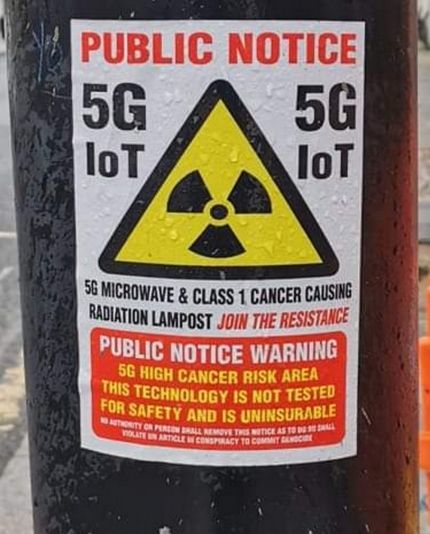 PUBLIC NOTICE
5G 5G
IoT IoT
5G MICROWAVE & CLASS 1 CANCER CAUSING
RADIATION LAMPOST JOIN THE RESISTANCE
PUBLIC NOTICE WARNING
5G HIGH CANCER RISK AREA
THIS TECHNOLOGY IS NOT TESTED
FOR SAFETY AND IS UNINSURABLE
NO AUTHORITY OR PERSON SHALL REMOVE THIS NOTICE AS TO DO SO SHALL
VIOLATE UN ARTICLE III CONSPIRACY TO COMMIT GENOCIDE